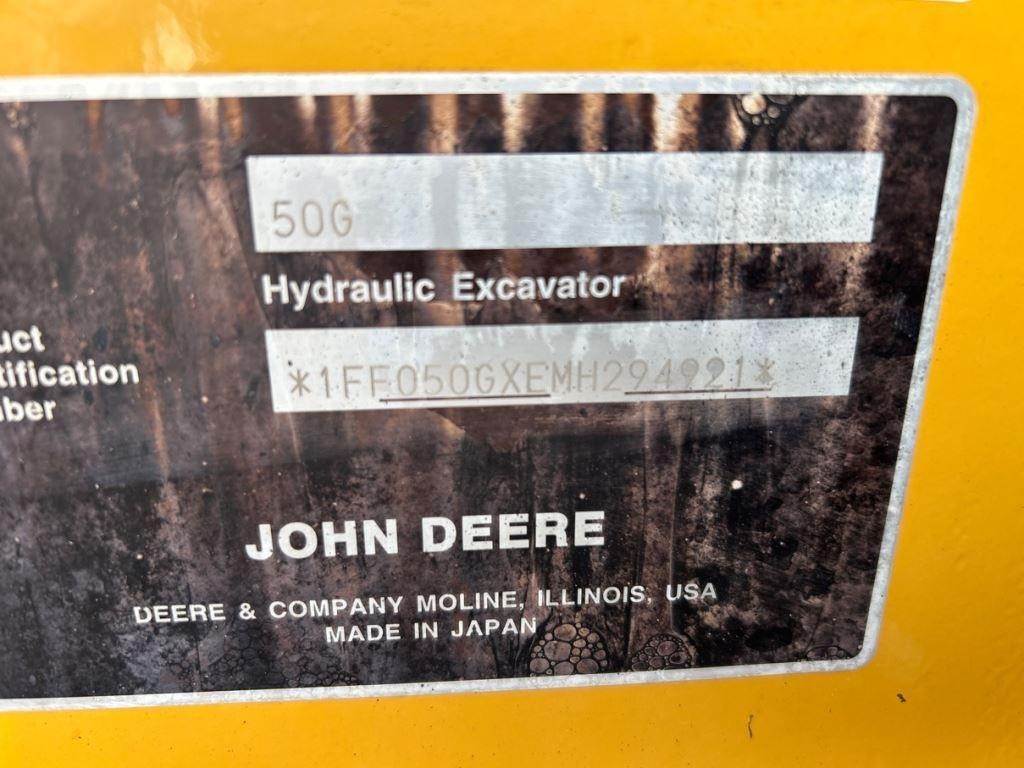 50G
Hydraulic Excavator
uct
tification
ber
*1FF050GXEMH294921*
JOHN DEERE
DEERE & COMPANY MOLINE, ILLINOIS, USA
MADE IN JAPAN